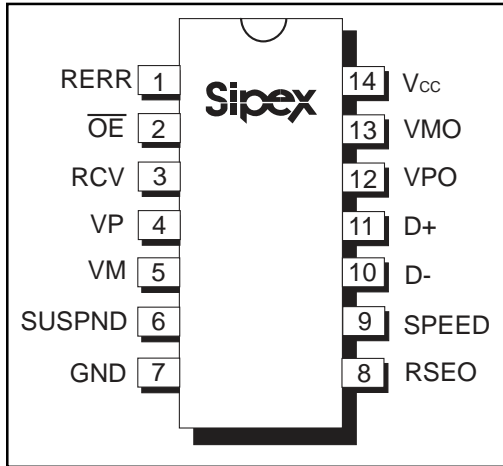 Sipex
RERR 1
O̅E̅ 2
RCV 3
VP 4
VM 5
SUSPND 6
GND 7
14 Vcc
13 VMO
12 VPO
11 D+
10 D-
9 SPEED
8 RSEO